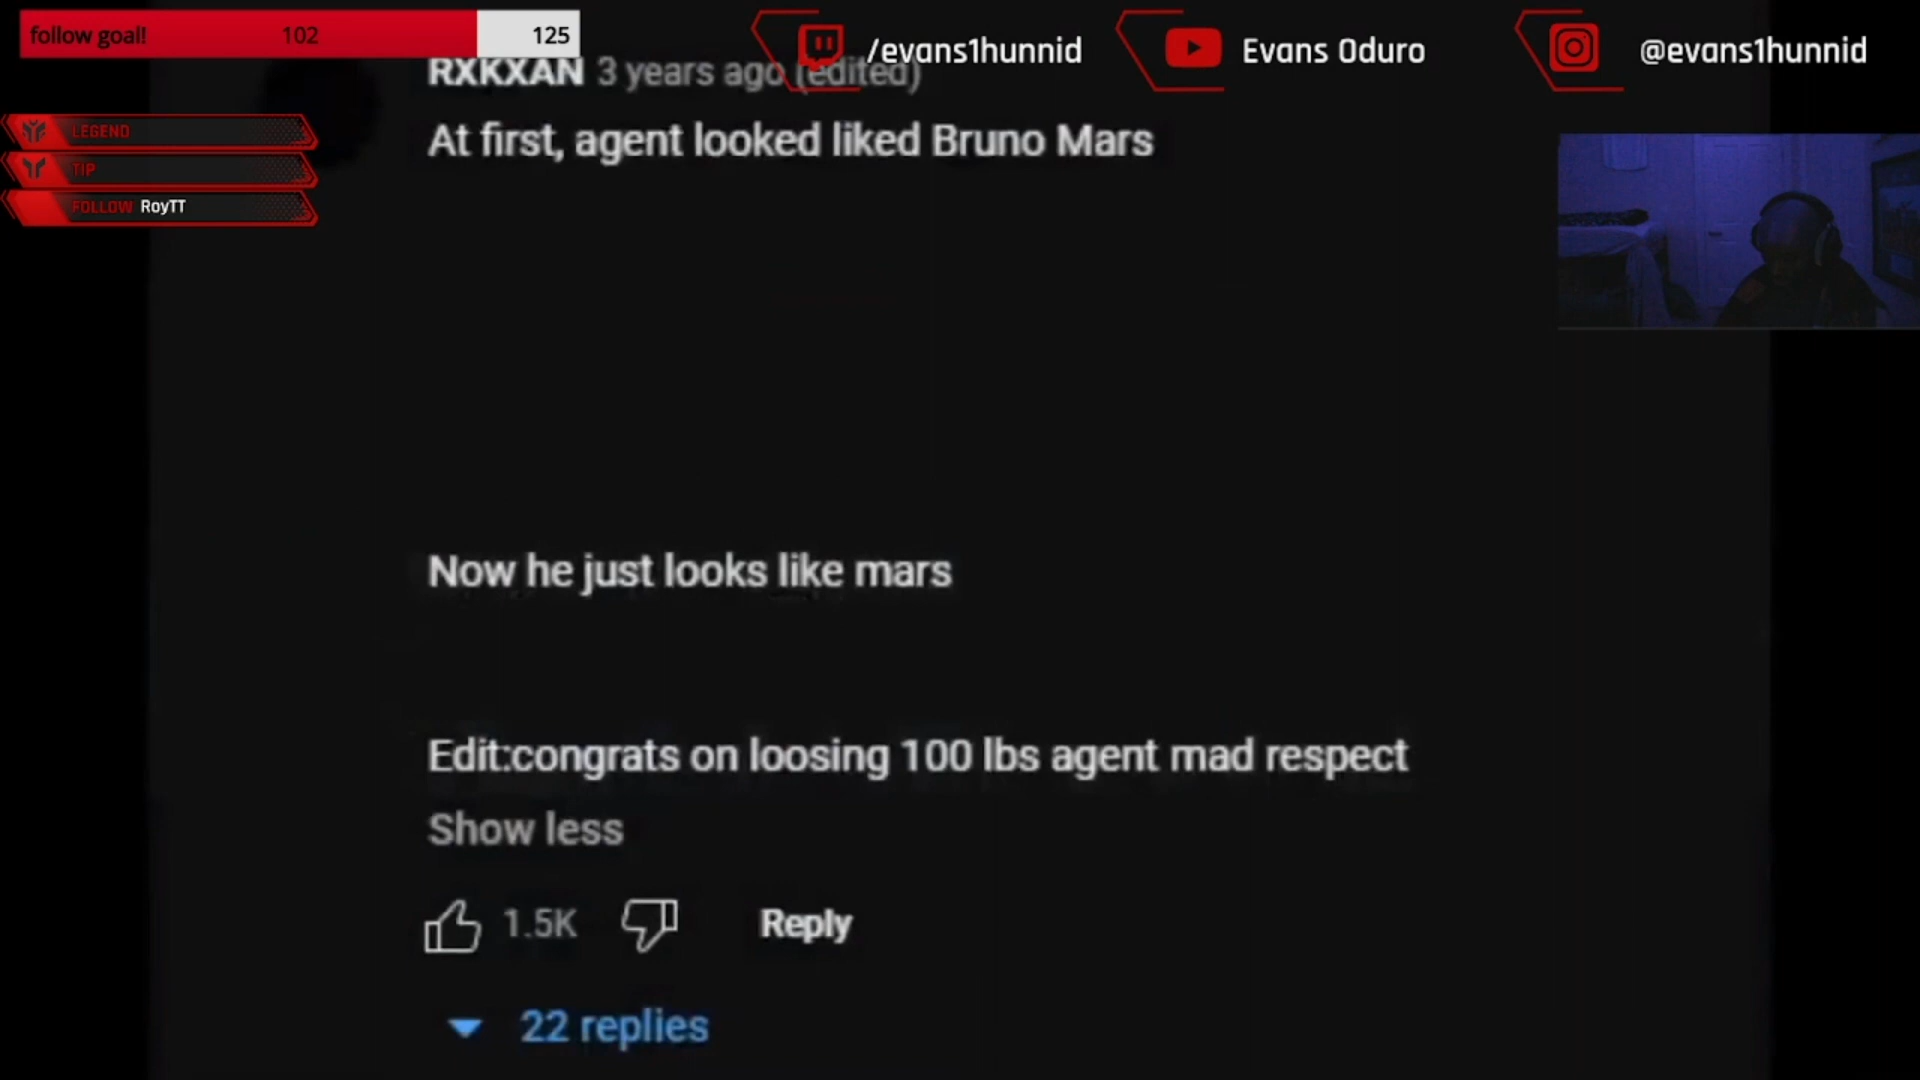 follow goal! 102 125
/evans1hunnid
Evans Oduro
@evans1hunnid
RXKXAN 3 years ago (edited)
LEGEND
TIP
FOLLOW RoyTT
At first, agent looked liked Bruno Mars
Now he just looks like mars
Edit:congrats on loosing 100 lbs agent mad respect
Show less
1.5K Reply
22 replies